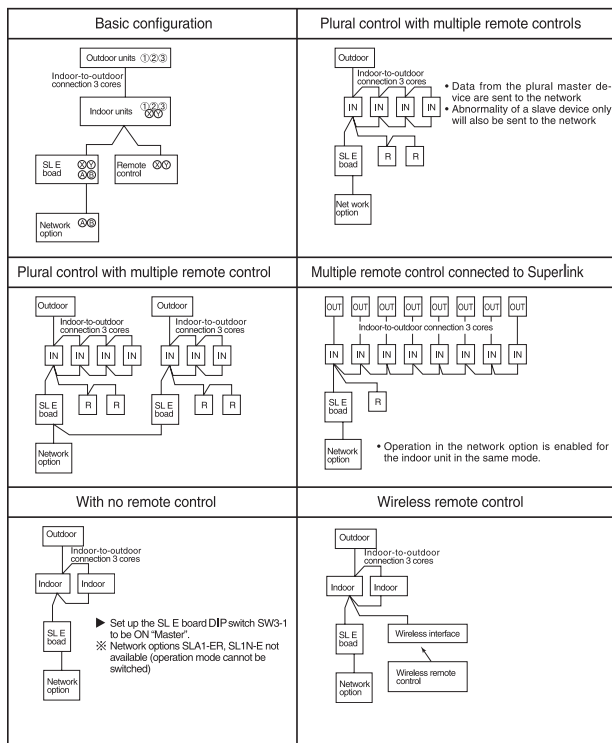 Basic configuration
Outdoor units ①②③
Indoor-to-outdoor
connection 3 cores
Indoor units ①②③
ⓍⓎ
SL E
boad
ⓍⓎ
ⒶⒷ
Remote
control
ⓍⓎ
Network
option
ⒶⒷ
Plural control with multiple remote controls
Outdoor
Indoor-to-outdoor
connection 3 cores
IN IN IN IN
SL E
boad
R R
Net work
option
• Data from the plural master de-
vice are sent to the network
• Abnormality of a slave device only
will also be sent to the network
Plural control with multiple remote control
Outdoor Outdoor
Indoor-to-outdoor
connection 3 cores
Indoor-to-outdoor
connection 3 cores
IN IN IN IN IN IN IN IN
SL E
boad
R R
SL E
boad
R R
Network
option
Multiple remote control connected to Superlink
OUT OUT OUT OUT OUT OUT OUT OUT
Indoor-to-outdoor connection 3 cores
IN IN IN IN IN IN IN IN
SL E
boad
R
Network
option
• Operation in the network option is enabled for
the indoor unit in the same mode.
With no remote control
Outdoor
Indoor-to-outdoor
connection 3 cores
Indoor Indoor
SL E
boad
Network
option
▶ Set up the SL E board DIP switch SW3-1
to be ON "Master".
※ Network options SLA1-ER, SL1N-E not
available (operation mode cannot be
switched)
Wireless remote control
Outdoor
Indoor-to-outdoor
connection 3 cores
Indoor Indoor
SL E
boad
Wireless interface
Network
option
Wireless remote
control